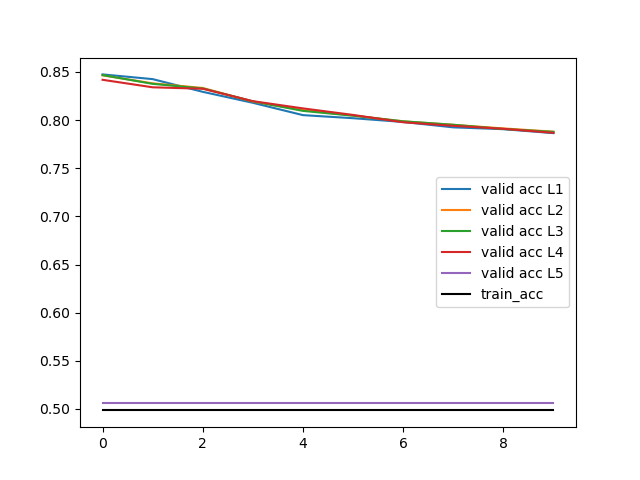 0.85
0.80
0.75
0.70
0.65
0.60
0.55
0.50
0 2 4 6 8
valid acc L1
valid acc L2
valid acc L3
valid acc L4
valid acc L5
train_acc